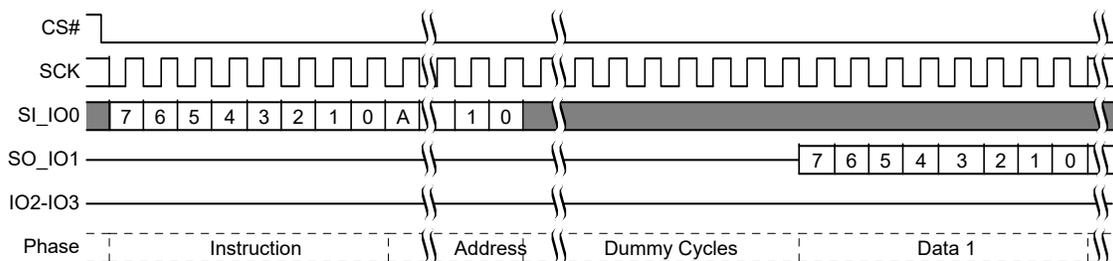 CS#
SCK
SI_IO0 7 6 5 4 3 2 1 0 A 1 0
SO_IO1 7 6 5 4 3 2 1 0
IO2-IO3
Phase Instruction Address Dummy Cycles Data 1